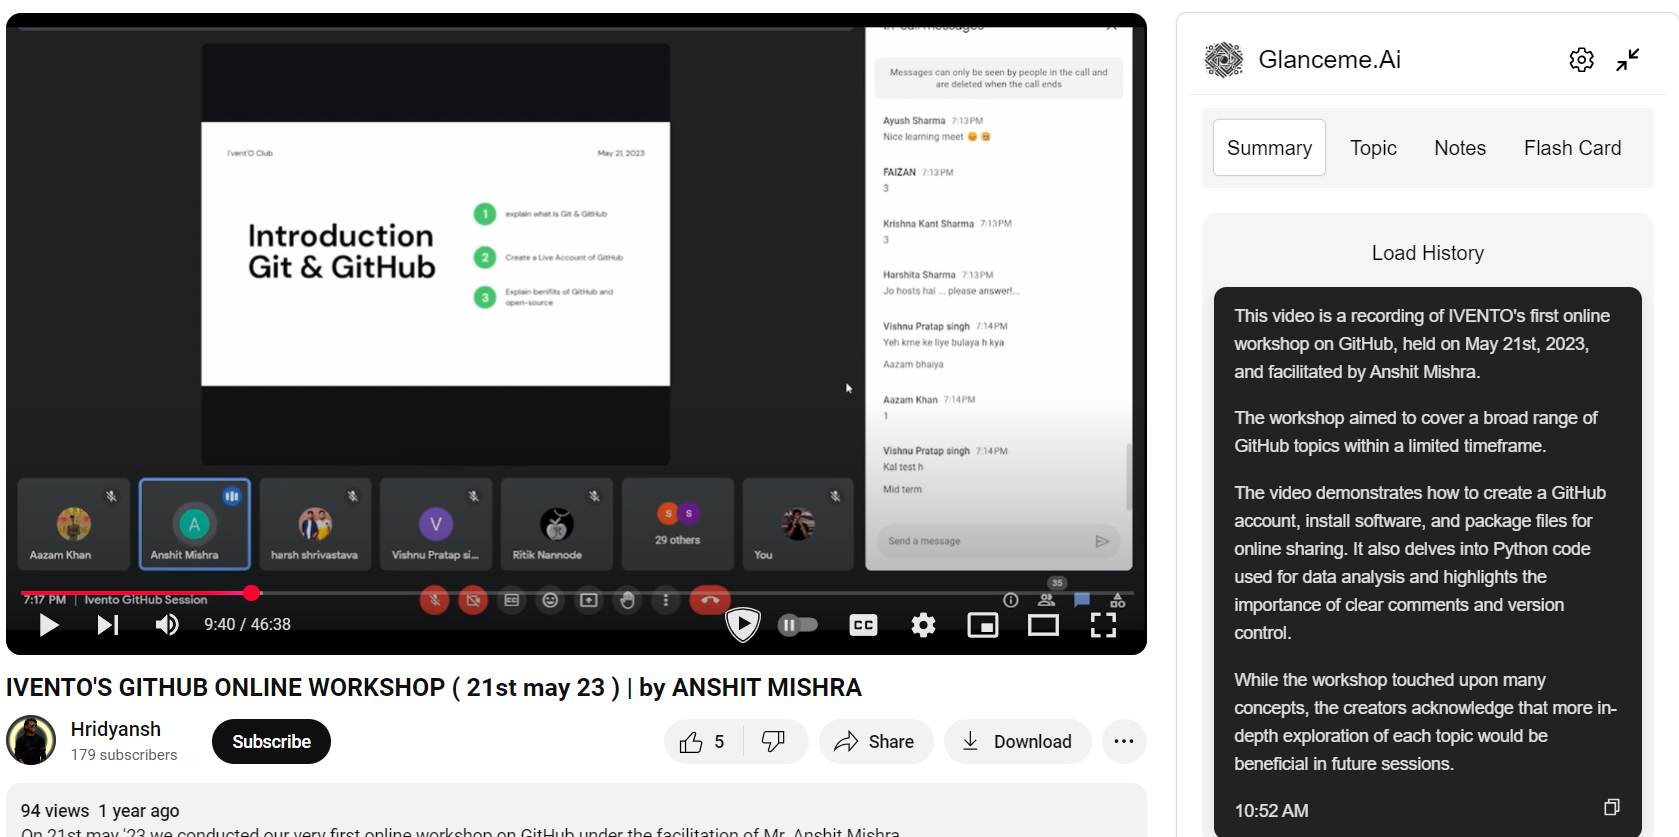 In-call messages
Messages can only be seen by people in the call and
are deleted when the call ends
Ayush Sharma 7:13 PM
Nice learning meet 😊 🥴
FAIZAN 7:13 PM
3
Krishna Kant Sharma 7:13 PM
3
Harshita Sharma 7:13 PM
Jo hosts hai ... please answer!...
Vishnu Pratap singh 7:14 PM
Yeh krne ke liye bulaya h kya
Aazam bhaiya
Aazam Khan 7:14 PM
1
Vishnu Pratap singh 7:14 PM
Kal test h
Mid term
Send a message
I'vent'O Club
May 21, 2023
Introduction
Git & GitHub
1 explain what is Git & GitHub
2 Create a Live Account of GitHub
3 Explain benifits of GitHub and
open-source
Aazam Khan
A
Anshit Mishra
harsh shrivastava
V
Vishnu Pratap si...
Ritik Nannode
S S
29 others
You
7:17 PM | Ivento GitHub Session
35
9:40 / 46:38
CC
IVENTO'S GITHUB ONLINE WORKSHOP ( 21st may 23 ) | by ANSHIT MISHRA
Hridyansh
179 subscribers
Subscribe
5
Share
Download
94 views 1 year ago
On 21st may '23 we conducted our very first online workshop on GitHub under the facilitation of Mr. Anshit Mishra
Glanceme.Ai
Summary Topic Notes Flash Card
Load History
This video is a recording of IVENTO's first online
workshop on GitHub, held on May 21st, 2023,
and facilitated by Anshit Mishra.
The workshop aimed to cover a broad range of
GitHub topics within a limited timeframe.
The video demonstrates how to create a GitHub
account, install software, and package files for
online sharing. It also delves into Python code
used for data analysis and highlights the
importance of clear comments and version
control.
While the workshop touched upon many
concepts, the creators acknowledge that more in-
depth exploration of each topic would be
beneficial in future sessions.
10:52 AM